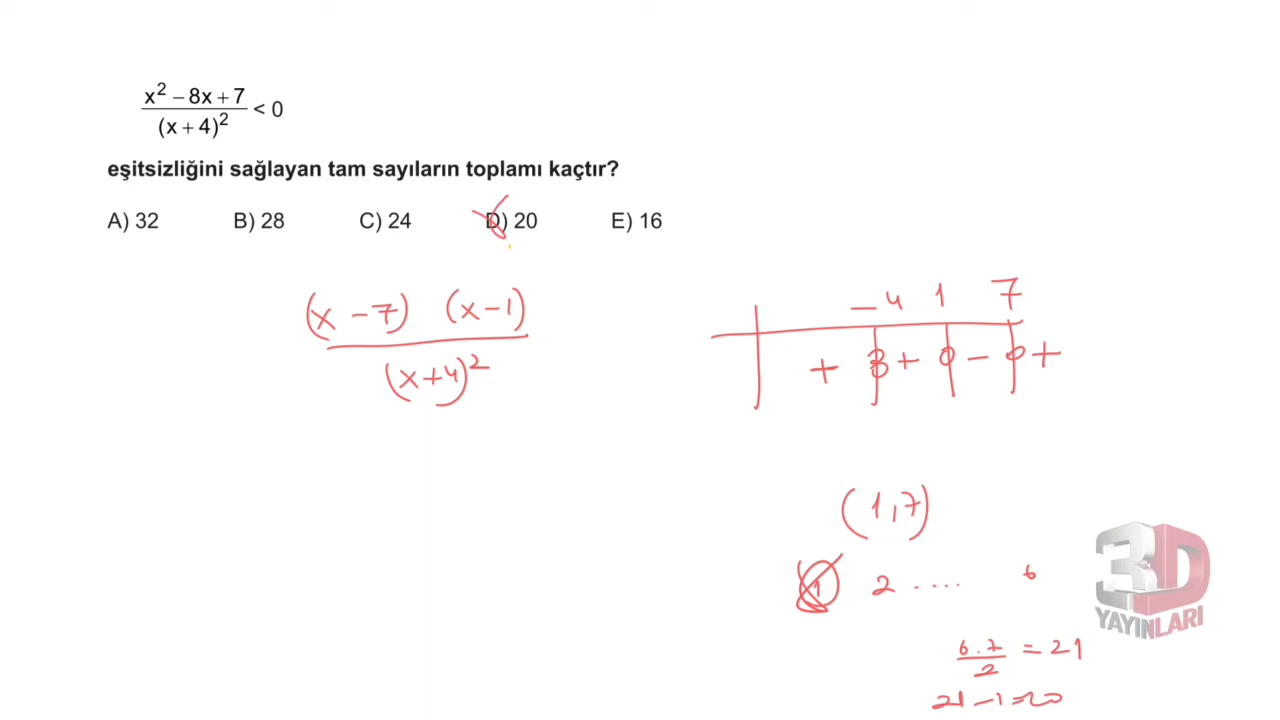 x² – 8x + 7
(x + 4)²
< 0
eşitsizliğini sağlayan tam sayıların toplamı kaçtır?
A) 32 B) 28 C) 24 D) 20 E) 16
(x – 7) (x – 1)
(x + 4)²
– 4 1 7
+ + 0 – 0 +
(1,7)
1 2 .... 6
6.7
2
= 21
21 – 1 = 20
3D
YAYINLARI